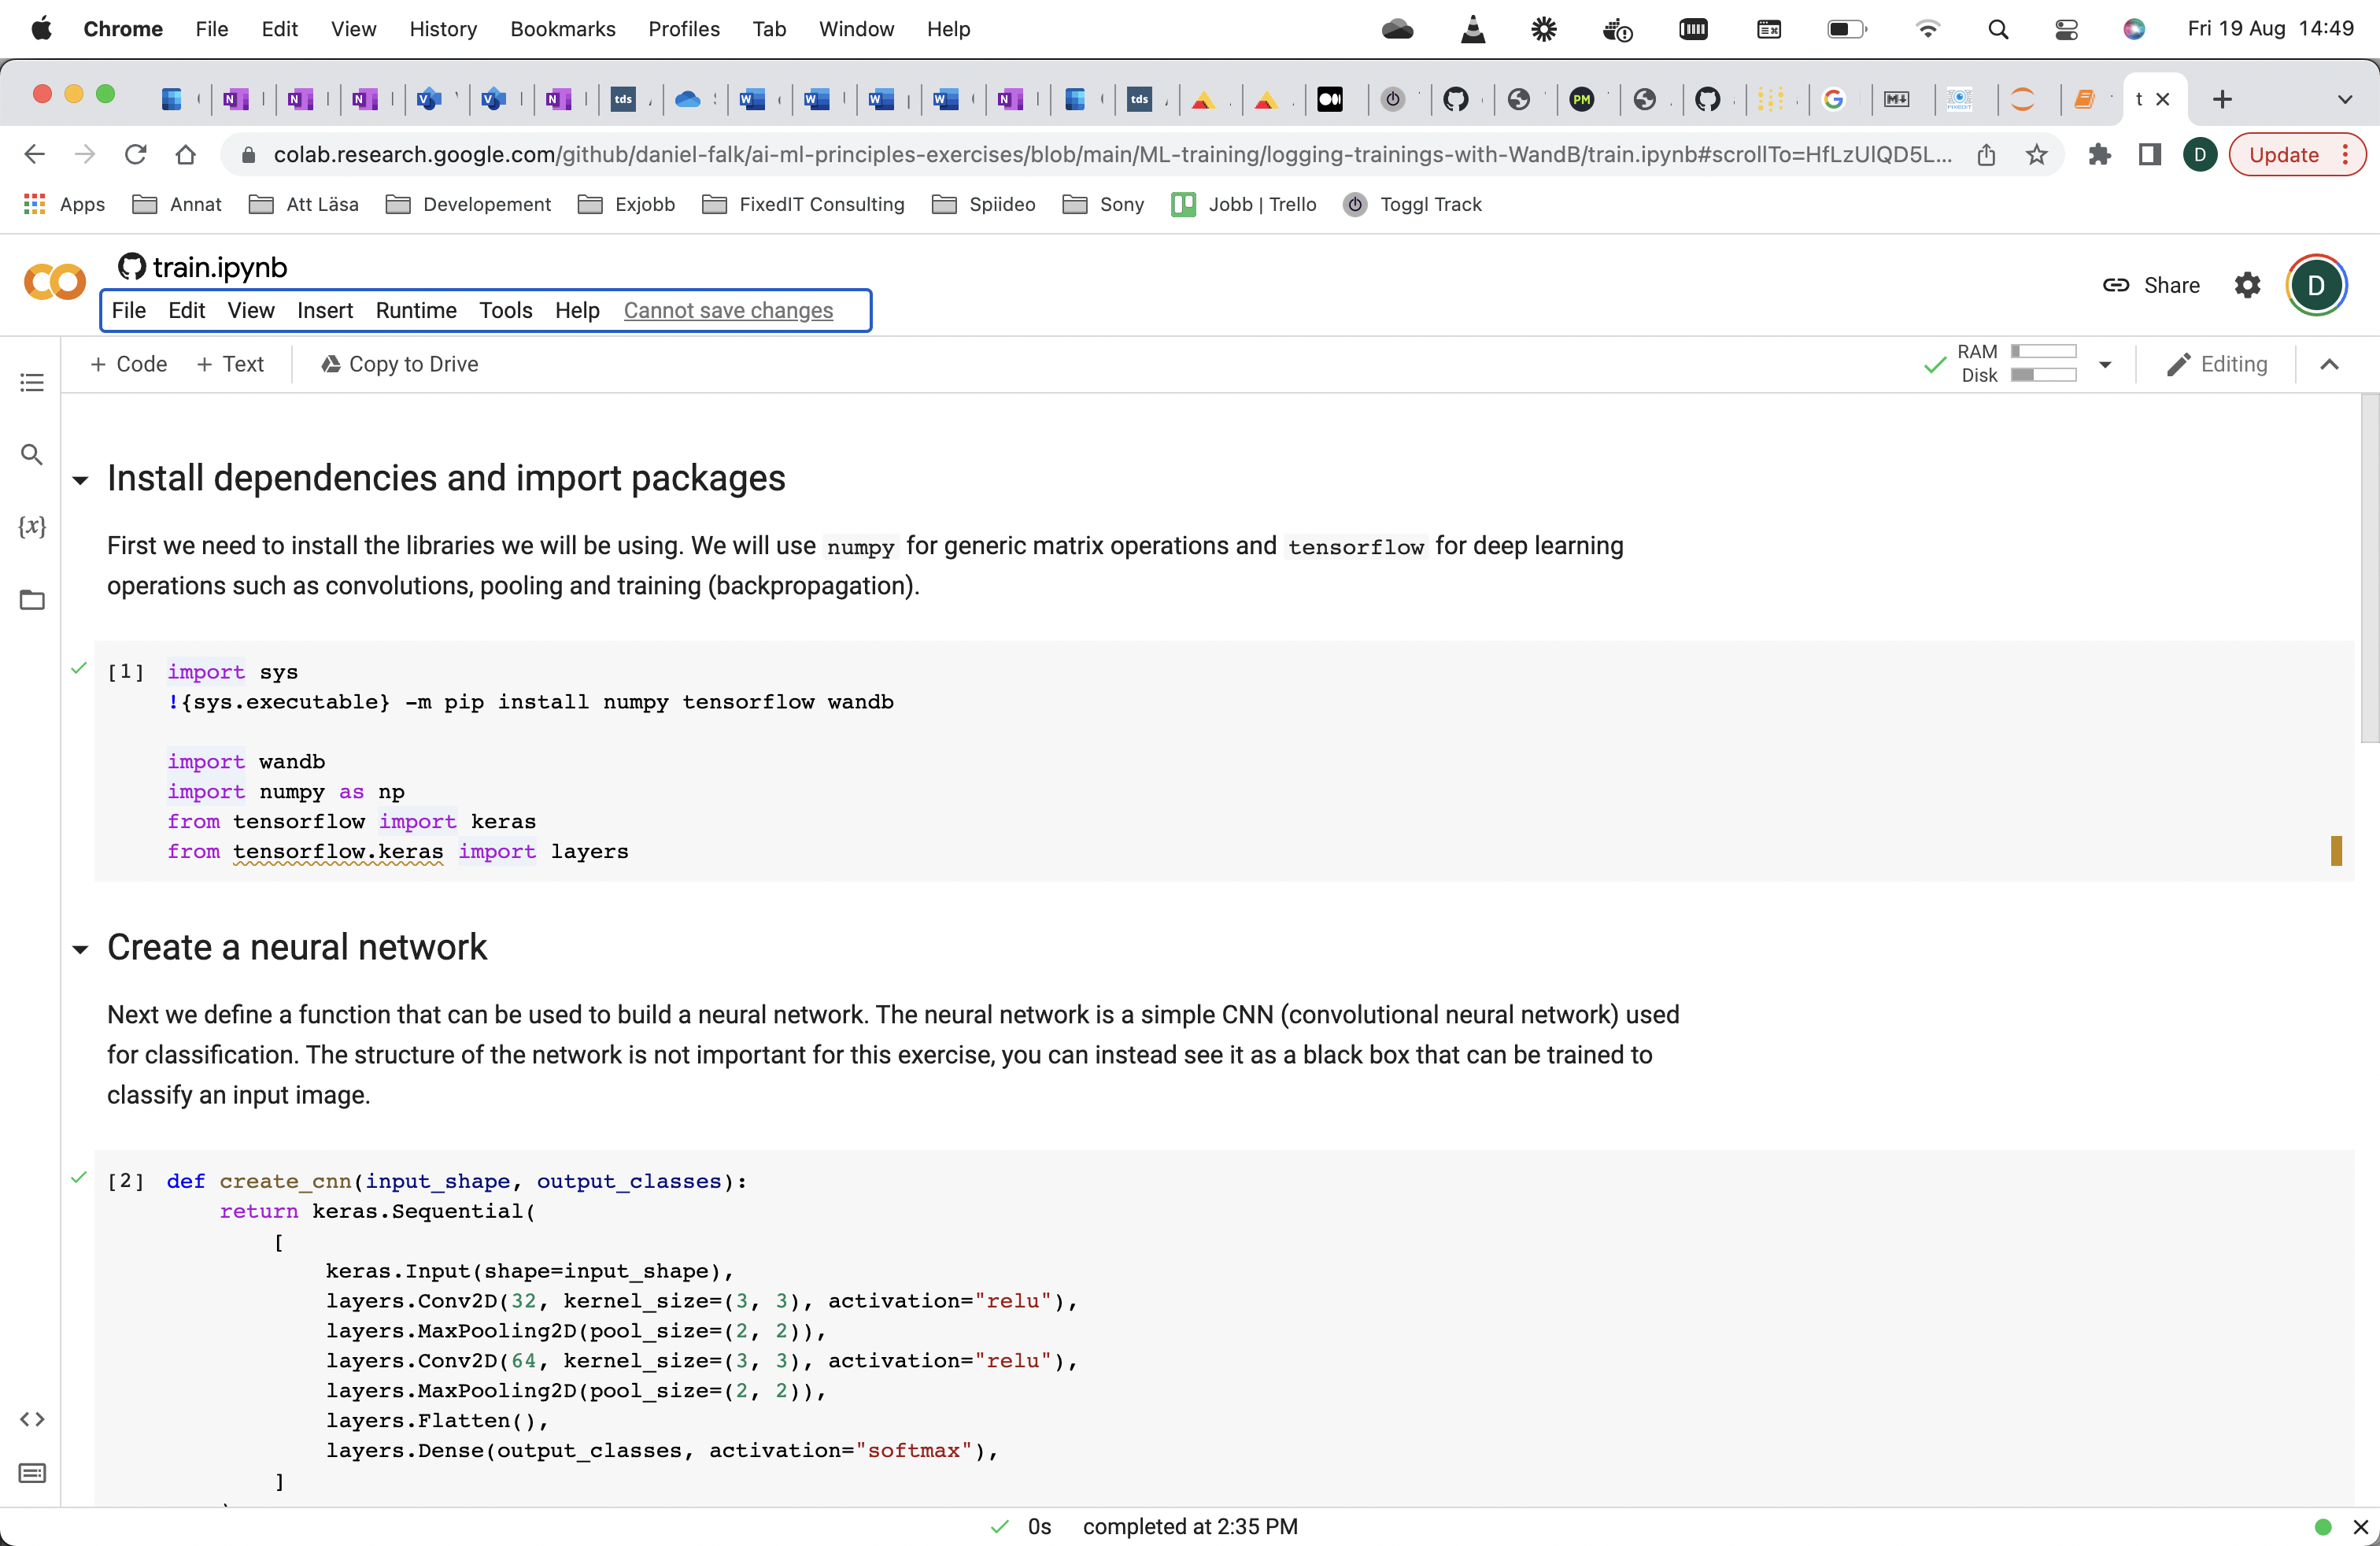 Chrome File Edit View History Bookmarks Profiles Tab Window Help Fri 19 Aug 14:49
tds tds PM t
colab.research.google.com/github/daniel-falk/ai-ml-principles-exercises/blob/main/ML-training/logging-trainings-with-WandB/train.ipynb#scrollTo=HfLzUlQD5L... D Update
Apps Annat Att Läsa Developement Exjobb FixedIT Consulting Spiideo Sony Jobb | Trello Toggl Track
train.ipynb
File Edit View Insert Runtime Tools Help Cannot save changes Share D
+ Code + Text Copy to Drive RAM Disk Editing
Install dependencies and import packages
First we need to install the libraries we will be using. We will use numpy for generic matrix operations and tensorflow for deep learning
operations such as convolutions, pooling and training (backpropagation).
[1] import sys
!{sys.executable} -m pip install numpy tensorflow wandb
import wandb
import numpy as np
from tensorflow import keras
from tensorflow.keras import layers
Create a neural network
Next we define a function that can be used to build a neural network. The neural network is a simple CNN (convolutional neural network) used
for classification. The structure of the network is not important for this exercise, you can instead see it as a black box that can be trained to
classify an input image.
[2] def create_cnn(input_shape, output_classes):
return keras.Sequential(
[
keras.Input(shape=input_shape),
layers.Conv2D(32, kernel_size=(3, 3), activation="relu"),
layers.MaxPooling2D(pool_size=(2, 2)),
layers.Conv2D(64, kernel_size=(3, 3), activation="relu"),
layers.MaxPooling2D(pool_size=(2, 2)),
layers.Flatten(),
layers.Dense(output_classes, activation="softmax"),
]
0s completed at 2:35 PM